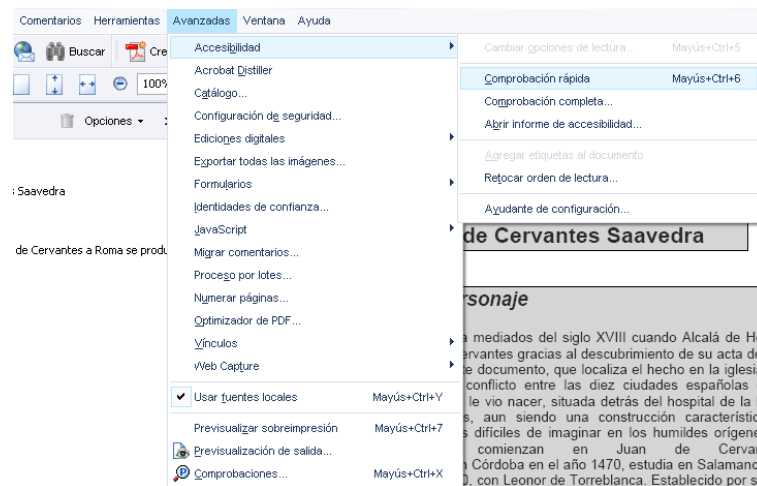 Comentarios Herramientas Avanzadas Ventana Ayuda
Buscar Cre
100%
Opciones
Saavedra
de Cervantes a Roma se produ
Accesibilidad
Acrobat Distiller
Catálogo...
Configuración de seguridad...
Ediciones digitales
Exportar todas las imágenes...
Formularios
Identidades de confianza...
JavaScript
Migrar comentarios...
Proceso por lotes...
Numerar páginas...
Optimizador de PDF...
Vínculos
Web Capture
Usar fuentes locales Mayús+Ctrl+Y
Previsualizar sobreimpresión Mayús+Ctrl+7
Previsualización de salida...
Comprobaciones... Mayús+Ctrl+X
Cambiar opciones de lectura... Mayús+Ctrl+5
Comprobación rápida Mayús+Ctrl+6
Comprobación completa...
Abrir informe de accesibilidad...
Agregar etiquetas al documento
Retocar orden de lectura...
Ayudante de configuración...
de Cervantes Saavedra
rsonaje
a mediados del siglo XVIII cuando Alcalá de H
ervantes gracias al descubrimiento de su acta de
te documento, que localiza el hecho en la iglesi
conflicto entre las diez ciudades españolas
le vio nacer, situada detrás del hospital de la
s, aun siendo una construcción característic
s difíciles de imaginar en los humildes orígene
comienzan en Juan de Cerva
n Córdoba en el año 1470, estudia en Salamanc
0, con Leonor de Torreblanca. Establecido por s